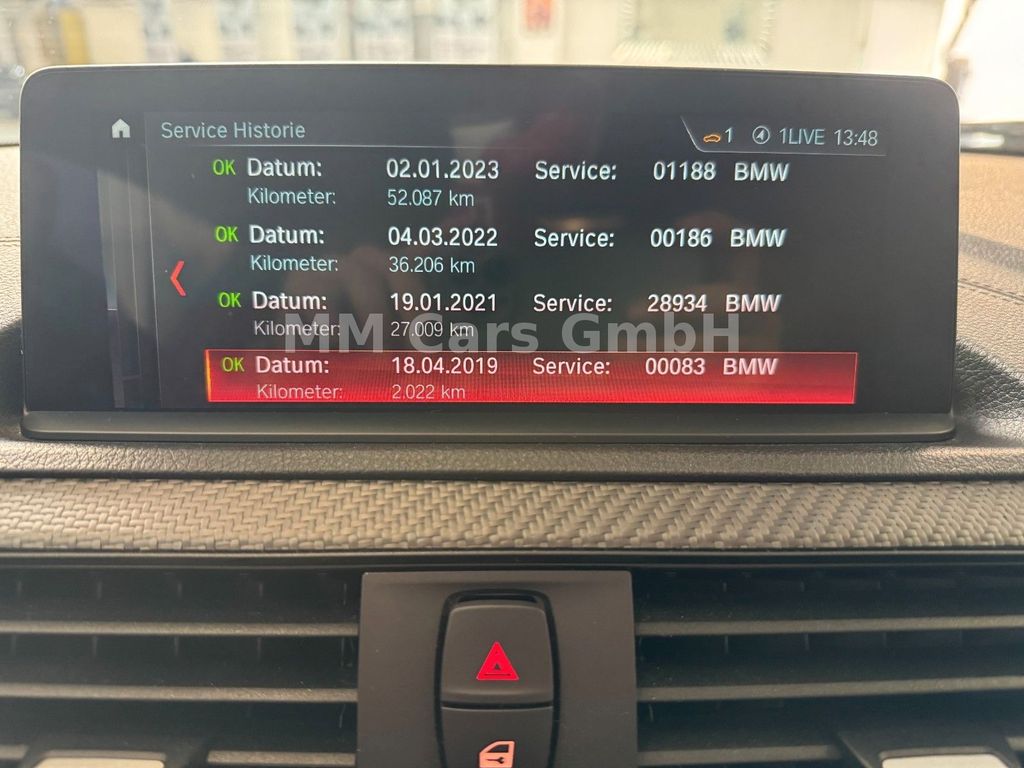 Service Historie 1 1LIVE 13:48
OK Datum: 02.01.2023 Service: 01188 BMW
Kilometer: 52.087 km
OK Datum: 04.03.2022 Service: 00186 BMW
Kilometer: 36.206 km
OK Datum: 19.01.2021 Service: 28934 BMW
Kilometer: 27.009 km
MM Cars GmbH
OK Datum: 18.04.2019 Service: 00083 BMW
Kilometer: 2.022 km